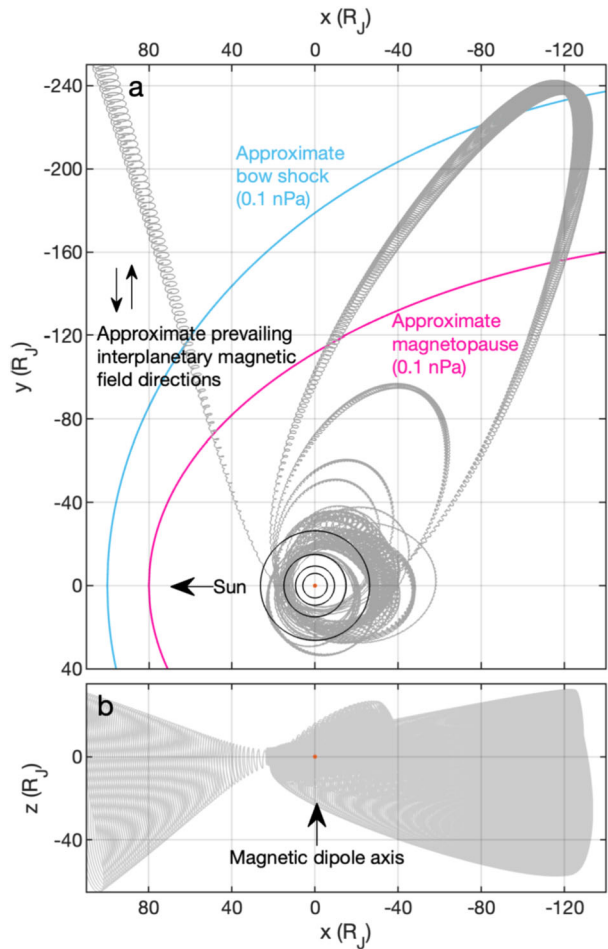 x (R_J)
80 40 0 -40 -80 -120
a
-240
-200
-160
-120
-80
-40
0
40
y (R_J)
Approximate
bow shock
(0.1 nPa)
Approximate prevailing
interplanetary magnetic
field directions
Approximate
magnetopause
(0.1 nPa)
Sun
b
0
-40
z (R_J)
Magnetic dipole axis
80 40 0 -40 -80 -120
x (R_J)